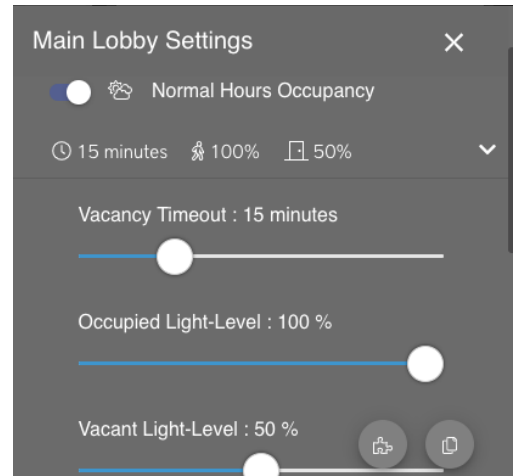 Main Lobby Settings
Normal Hours Occupancy
15 minutes 100% 50%
Vacancy Timeout : 15 minutes
Occupied Light-Level : 100 %
Vacant Light-Level : 50 %